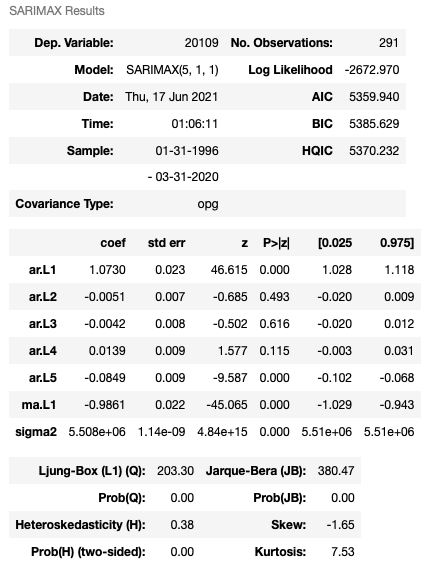 SARIMAX Results
Dep. Variable: 20109 No. Observations: 291
Model: SARIMAX(5, 1, 1) Log Likelihood -2672.970
Date: Thu, 17 Jun 2021 AIC 5359.940
Time: 01:06:11 BIC 5385.629
Sample: 01-31-1996 HQIC 5370.232
- 03-31-2020
Covariance Type: opg
coef std err z P>|z| [0.025 0.975]
ar.L1 1.0730 0.023 46.615 0.000 1.028 1.118
ar.L2 -0.0051 0.007 -0.685 0.493 -0.020 0.009
ar.L3 -0.0042 0.008 -0.502 0.616 -0.020 0.012
ar.L4 0.0139 0.009 1.577 0.115 -0.003 0.031
ar.L5 -0.0849 0.009 -9.587 0.000 -0.102 -0.068
ma.L1 -0.9861 0.022 -45.065 0.000 -1.029 -0.943
sigma2 5.508e+06 1.14e-09 4.84e+15 0.000 5.51e+06 5.51e+06
Ljung-Box (L1) (Q): 203.30 Jarque-Bera (JB): 380.47
Prob(Q): 0.00 Prob(JB): 0.00
Heteroskedasticity (H): 0.38 Skew: -1.65
Prob(H) (two-sided): 0.00 Kurtosis: 7.53